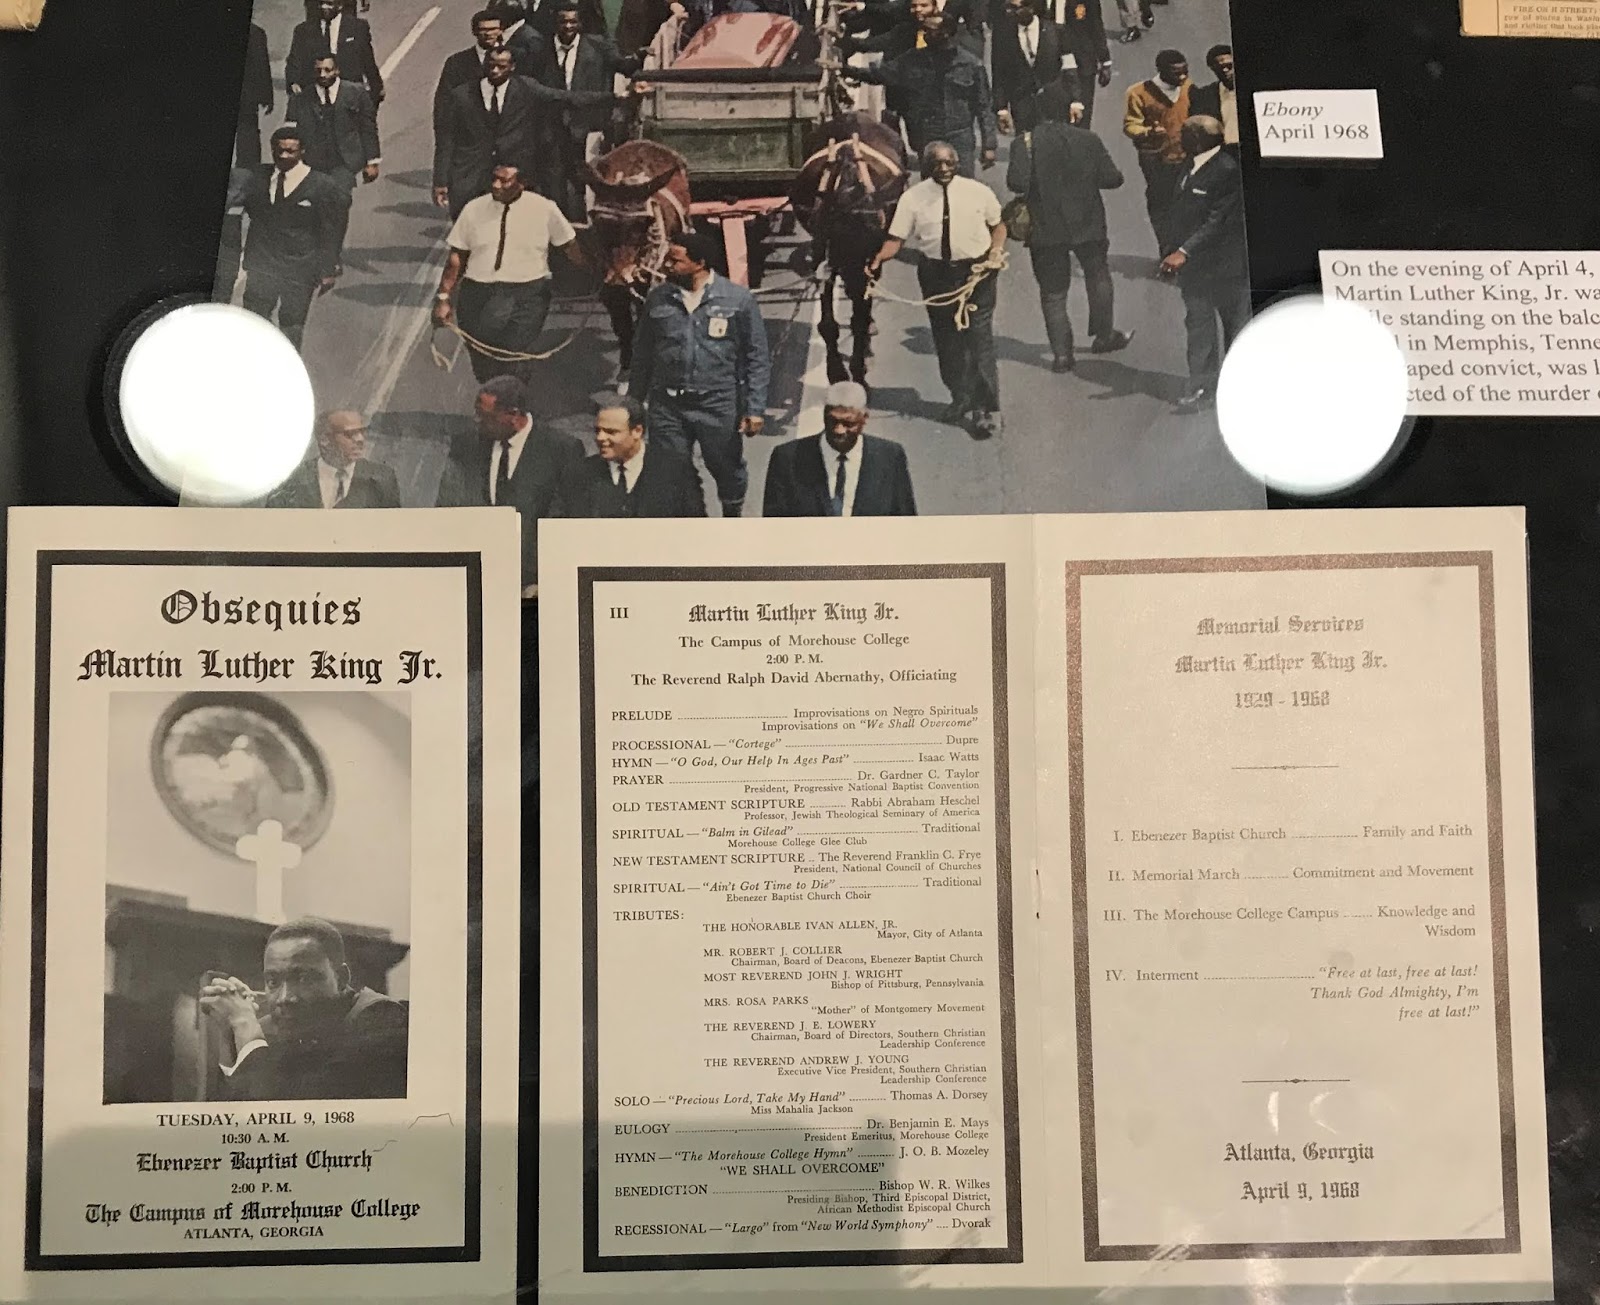 FIRE ON H STREET:
row of stores in
and rioting that took
Ebony
April 1968
On the evening of April 4,
Martin Luther King, Jr.
standing on the
in Memphis,
convict, was
of the murder
Obsequies
Martin Luther King Jr.
TUESDAY, APRIL 9, 1968
10:30 A. M.
Ebenezer Baptist Church
2:00 P. M.
The Campus of Morehouse College
ATLANTA, GEORGIA
III Martin Luther King Jr.
The Campus of Morehouse College
2:00 P. M.
The Reverend Ralph David Abernathy, Officiating
PRELUDE ........ Improvisations on Negro Spirituals
Improvisations on "We Shall Overcome"
PROCESSIONAL — "Cortege" ........ Dupre
HYMN — "O God, Our Help In Ages Past" ........ Isaac Watts
PRAYER ........ Dr. Gardner C. Taylor
President, Progressive National Baptist Convention
OLD TESTAMENT SCRIPTURE ........ Rabbi Abraham Heschel
Professor, Jewish Theological Seminary of America
SPIRITUAL — "Balm in Gilead" ........ Traditional
Morehouse College Glee Club
NEW TESTAMENT SCRIPTURE .. The Reverend Franklin C. Frye
President, National Council of Churches
SPIRITUAL — "Ain't Got Time to Die" ........ Traditional
Ebenezer Baptist Church Choir
TRIBUTES:
THE HONORABLE IVAN ALLEN, JR.
Mayor, City of Atlanta
MR. ROBERT J. COLLIER
Chairman, Board of Deacons, Ebenezer Baptist Church
MOST REVEREND JOHN J. WRIGHT
Bishop of Pittsburg, Pennsylvania
MRS. ROSA PARKS
"Mother" of Montgomery Movement
THE REVEREND J. E. LOWERY
Chairman, Board of Directors, Southern Christian
Leadership Conference
THE REVEREND ANDREW J. YOUNG
Executive Vice President, Southern Christian
Leadership Conference
SOLO — "Precious Lord, Take My Hand" ........ Thomas A. Dorsey
Miss Mahalia Jackson
EULOGY ........ Dr. Benjamin E. Mays
President Emeritus, Morehouse College
HYMN — "The Morehouse College Hymn" ........ J. O. B. Mozeley
"WE SHALL OVERCOME"
BENEDICTION ........ Bishop W. R. Wilkes
Presiding Bishop, Third Episcopal District,
African Methodist Episcopal Church
RECESSIONAL — "Largo" from "New World Symphony" .... Dvorak
Memorial Services
Martin Luther King Jr.
1929 - 1968
I. Ebenezer Baptist Church ........ Family and Faith
II. Memorial March ........ Commitment and Movement
III. The Morehouse College Campus ........ Knowledge and
Wisdom
IV. Interment ........ "Free at last, free at last!
Thank God Almighty, I'm
free at last!"
Atlanta, Georgia
April 9, 1968